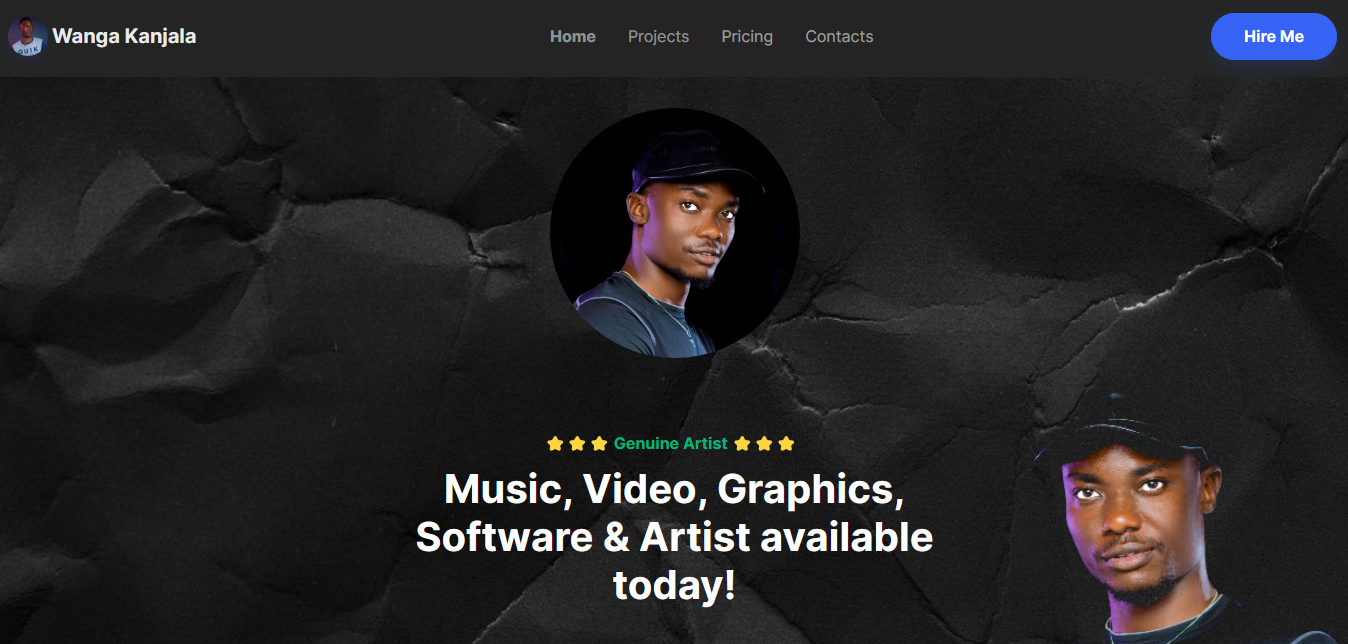 Wanga Kanjala
Home
Projects
Pricing
Contacts
Hire Me
Genuine Artist
Music, Video, Graphics,
Software & Artist available
today!